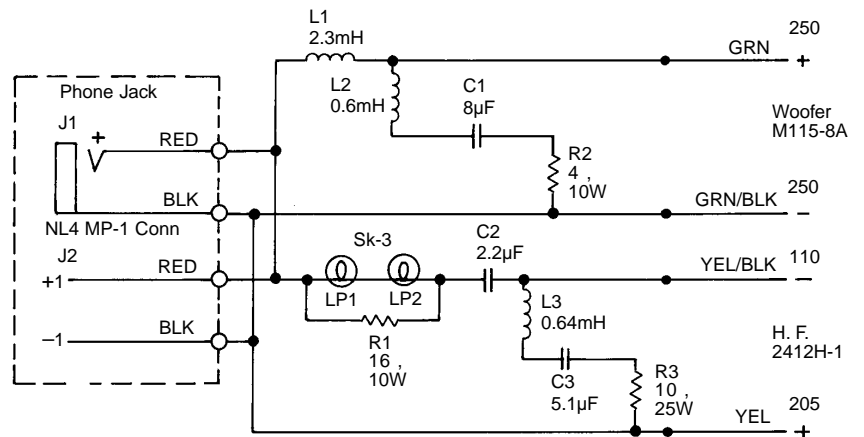 L1
2.3mH
GRN
250
+
L2
0.6mH
C1
8µF
Woofer
M115-8A
Phone Jack
J1
+
RED
R2
4 ,
10W
BLK
GRN/BLK
250
−
NL4 MP-1 Conn
J2
+1
RED
Sk-3
LP1
LP2
C2
2.2µF
YEL/BLK
110
−
−1
BLK
R1
16 ,
10W
L3
0.64mH
H. F.
2412H-1
C3
5.1µF
R3
10 ,
25W
YEL
205
+